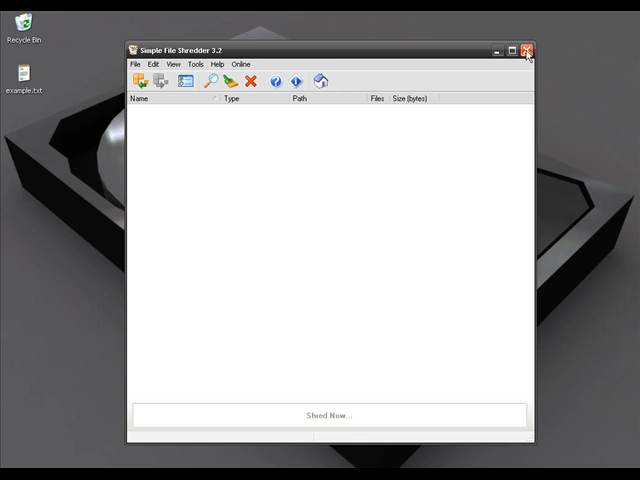 Recycle Bin
example.txt
Simple File Shredder 3.2
File Edit View Tools Help Online
Name Type Path Files Size (bytes)
Shred Now...